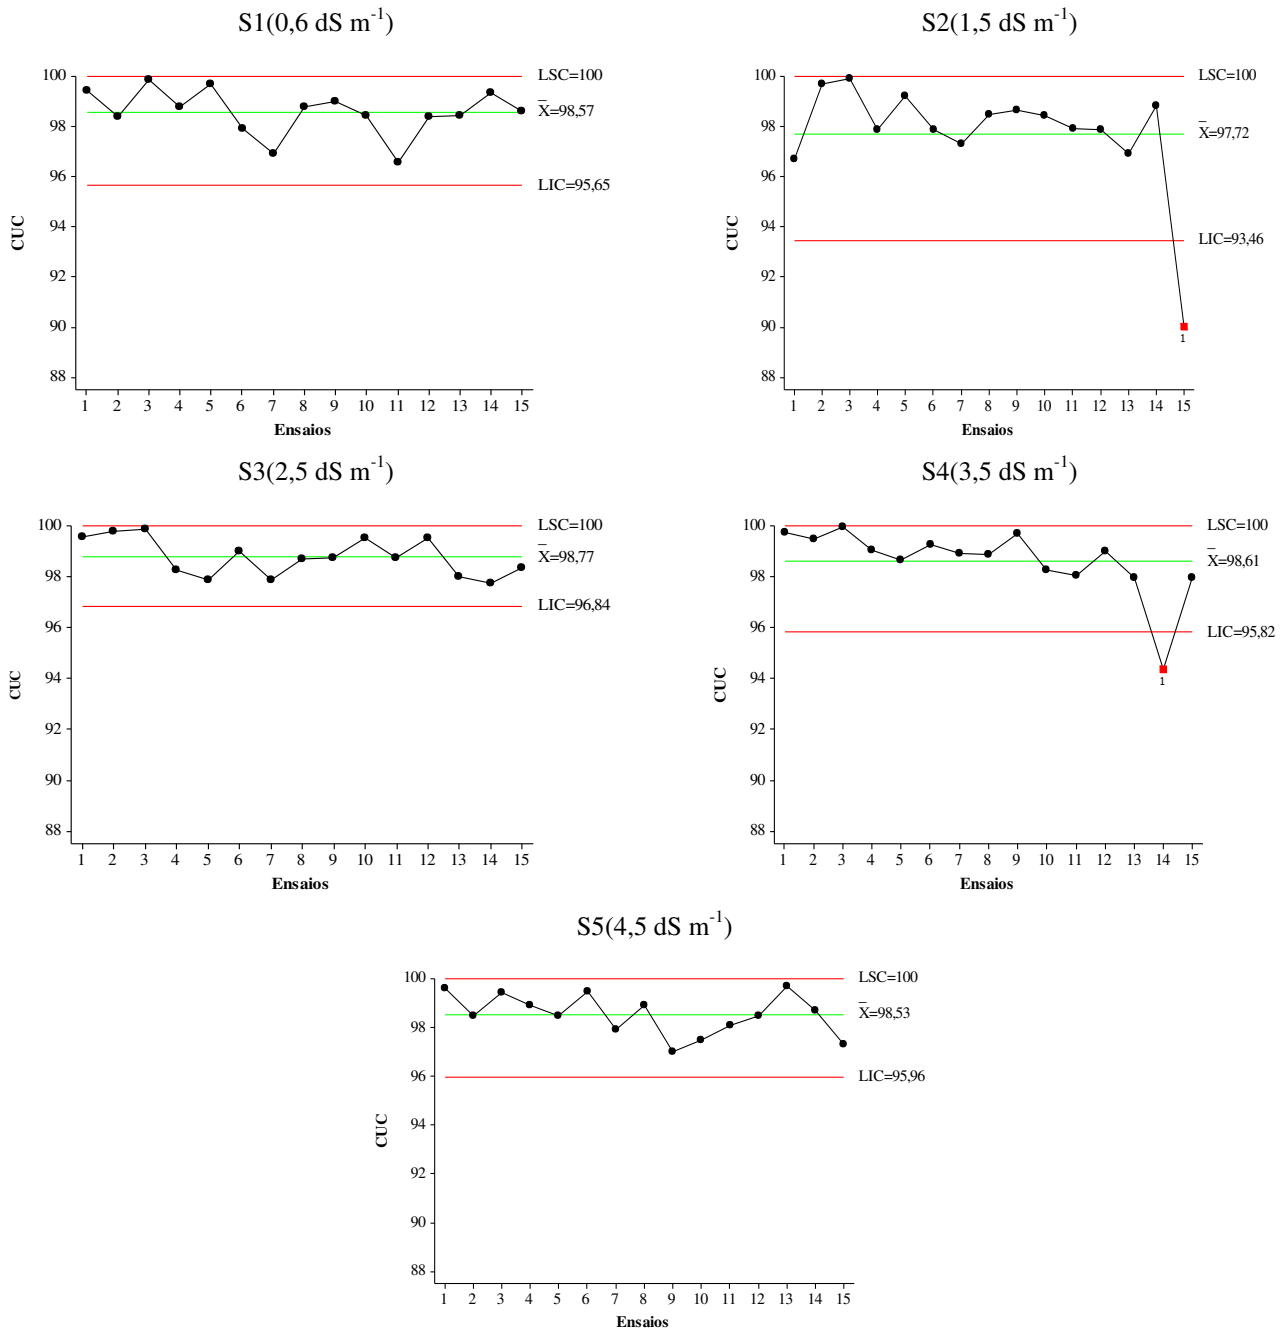 S1(0,6 dS m⁻¹)
100
98
96
94
92
90
88
CUC
1 2 3 4 5 6 7 8 9 10 11 12 13 14 15
Ensaios
LSC=100
X̄=98,57
LIC=95,65
S2(1,5 dS m⁻¹)
100
98
96
94
92
90
88
CUC
1
1 2 3 4 5 6 7 8 9 10 11 12 13 14 15
Ensaios
LSC=100
X̄=97,72
LIC=93,46
S3(2,5 dS m⁻¹)
100
98
96
94
92
90
88
CUC
1 2 3 4 5 6 7 8 9 10 11 12 13 14 15
Ensaios
LSC=100
X̄=98,77
LIC=96,84
S4(3,5 dS m⁻¹)
100
98
96
94
92
90
88
CUC
1
1 2 3 4 5 6 7 8 9 10 11 12 13 14 15
Ensaios
LSC=100
X̄=98,61
LIC=95,82
S5(4,5 dS m⁻¹)
100
98
96
94
92
90
88
CUC
1 2 3 4 5 6 7 8 9 10 11 12 13 14 15
Ensaios
LSC=100
X̄=98,53
LIC=95,96